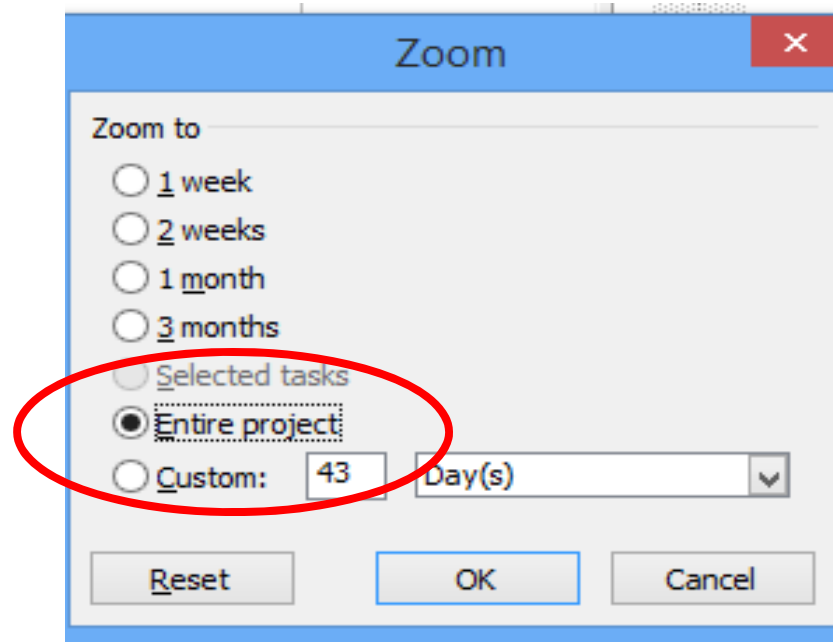 Zoom
Zoom to
1 week
2 weeks
1 month
3 months
Selected tasks
Entire project
Custom: 43 Day(s)
Reset OK Cancel